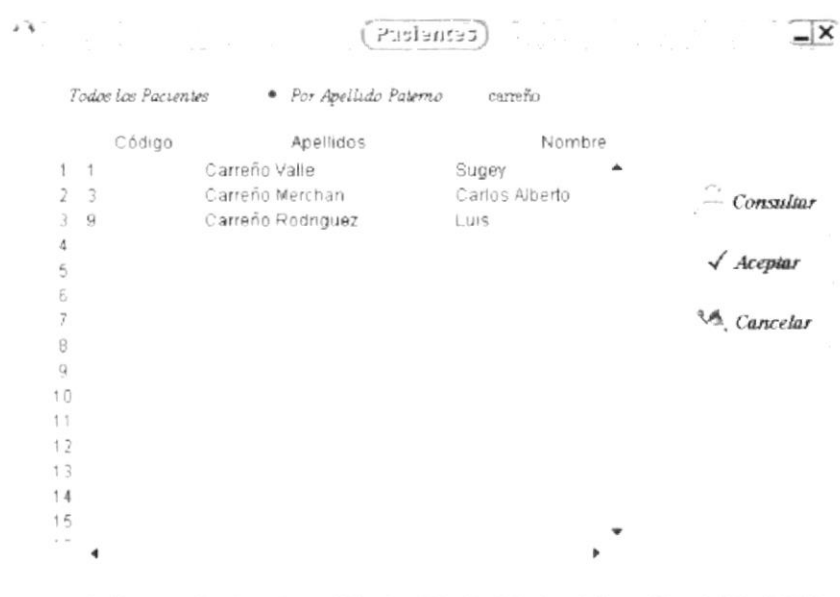 Pacientes
Todos los Pacientes Por Apellido Paterno carreño
Código Apellidos Nombre
1 1 Carreño Valle Sugey
2 3 Carreño Merchan Carlos Alberto
3 9 Carreño Rodriguez Luis
4
5
6
7
8
9
10
11
12
13
14
15
Consultar
Aceptar
Cancelar